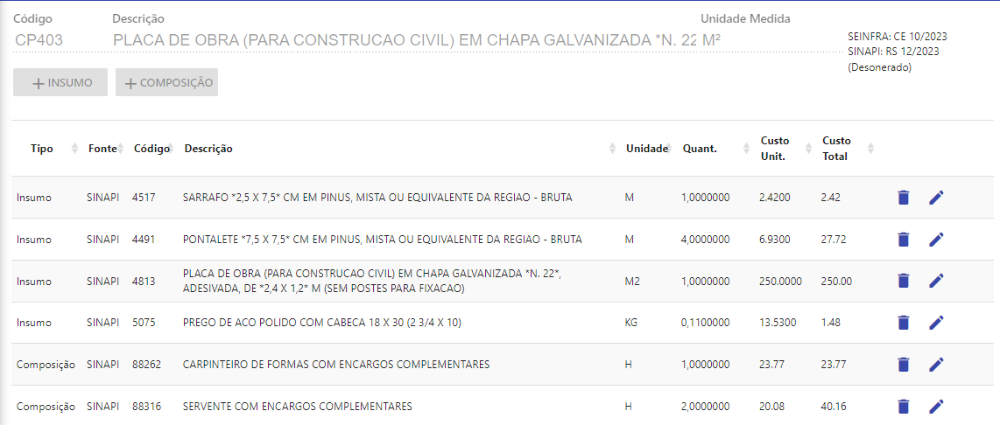 Código Descrição Unidade Medida
CP403 PLACA DE OBRA (PARA CONSTRUCAO CIVIL) EM CHAPA GALVANIZADA *N. 22 M²
SEINFRA: CE 10/2023
SINAPI: RS 12/2023
(Desonerado)
+ INSUMO + COMPOSIÇÃO
Tipo Fonte Código Descrição Unidade Quant. Custo Unit. Custo Total
Insumo SINAPI 4517 SARRAFO *2,5 X 7,5* CM EM PINUS, MISTA OU EQUIVALENTE DA REGIAO - BRUTA M 1,0000000 2.4200 2.42
Insumo SINAPI 4491 PONTALETE *7,5 X 7,5* CM EM PINUS, MISTA OU EQUIVALENTE DA REGIAO - BRUTA M 4,0000000 6.9300 27.72
Insumo SINAPI 4813 PLACA DE OBRA (PARA CONSTRUCAO CIVIL) EM CHAPA GALVANIZADA *N. 22*,
ADESIVADA, DE *2,4 X 1,2* M (SEM POSTES PARA FIXACAO) M2 1,0000000 250.0000 250.00
Insumo SINAPI 5075 PREGO DE ACO POLIDO COM CABECA 18 X 30 (2 3/4 X 10) KG 0,1100000 13.5300 1.48
Composição SINAPI 88262 CARPINTEIRO DE FORMAS COM ENCARGOS COMPLEMENTARES H 1,0000000 23.77 23.77
Composição SINAPI 88316 SERVENTE COM ENCARGOS COMPLEMENTARES H 2,0000000 20.08 40.16